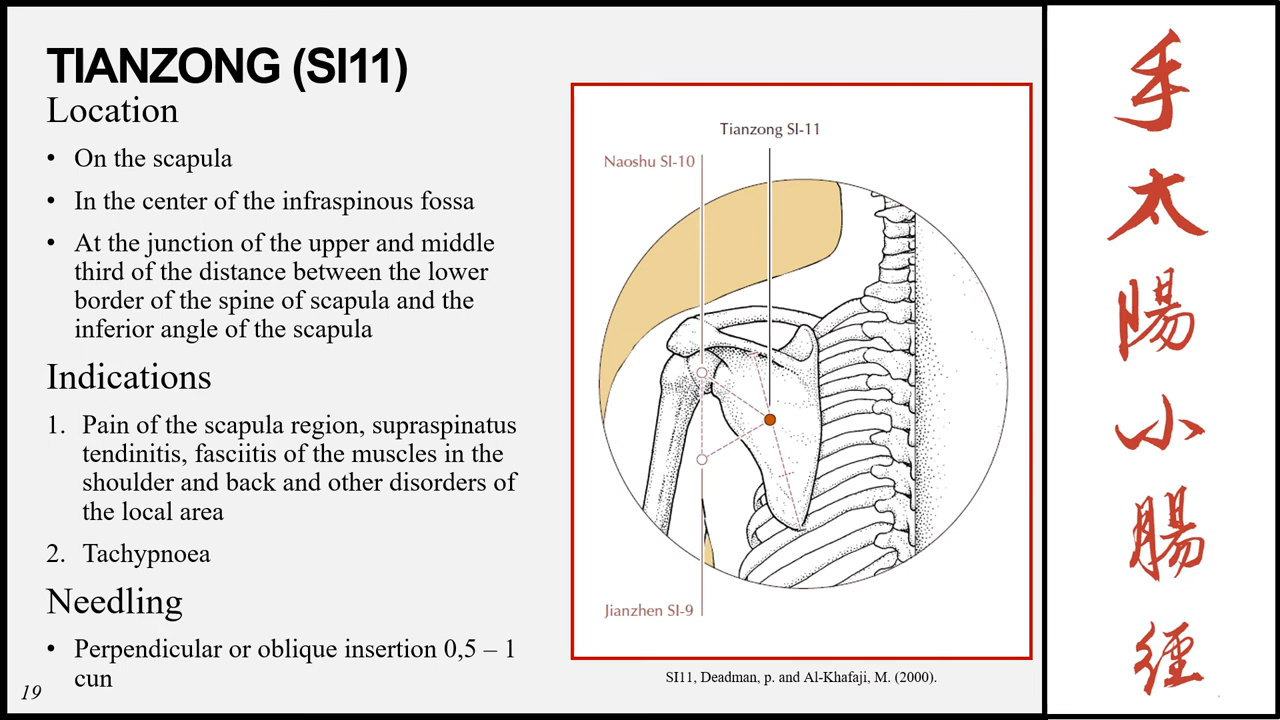 TIANZONG (SI11)
Location
• On the scapula
• In the center of the infraspinous fossa
• At the junction of the upper and middle
third of the distance between the lower
border of the spine of scapula and the
inferior angle of the scapula
Indications
1. Pain of the scapula region, supraspinatus
tendinitis, fasciitis of the muscles in the
shoulder and back and other disorders of
the local area
2. Tachypnoea
Needling
• Perpendicular or oblique insertion 0,5 – 1
cun
19
Tianzong SI-11
Naoshu SI-10
Jianzhen SI-9
SI11, Deadman, p. and Al-Khafaji, M. (2000).
手
太
陽
小
腸
經